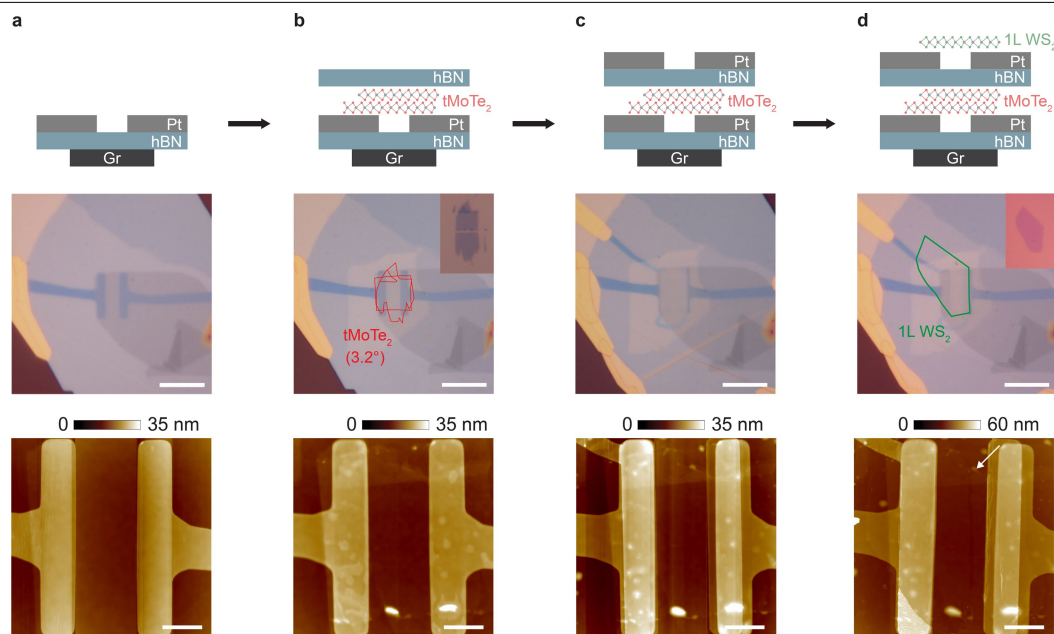 a
b
c
d
Pt
hBN
Gr
hBN
tMoTe₂
Pt
hBN
Gr
Pt
hBN
tMoTe₂
Pt
hBN
Gr
1L WS₂
Pt
hBN
tMoTe₂
Pt
hBN
Gr
tMoTe₂
(3.2°)
1L WS₂
0 35 nm
0 35 nm
0 35 nm
0 60 nm